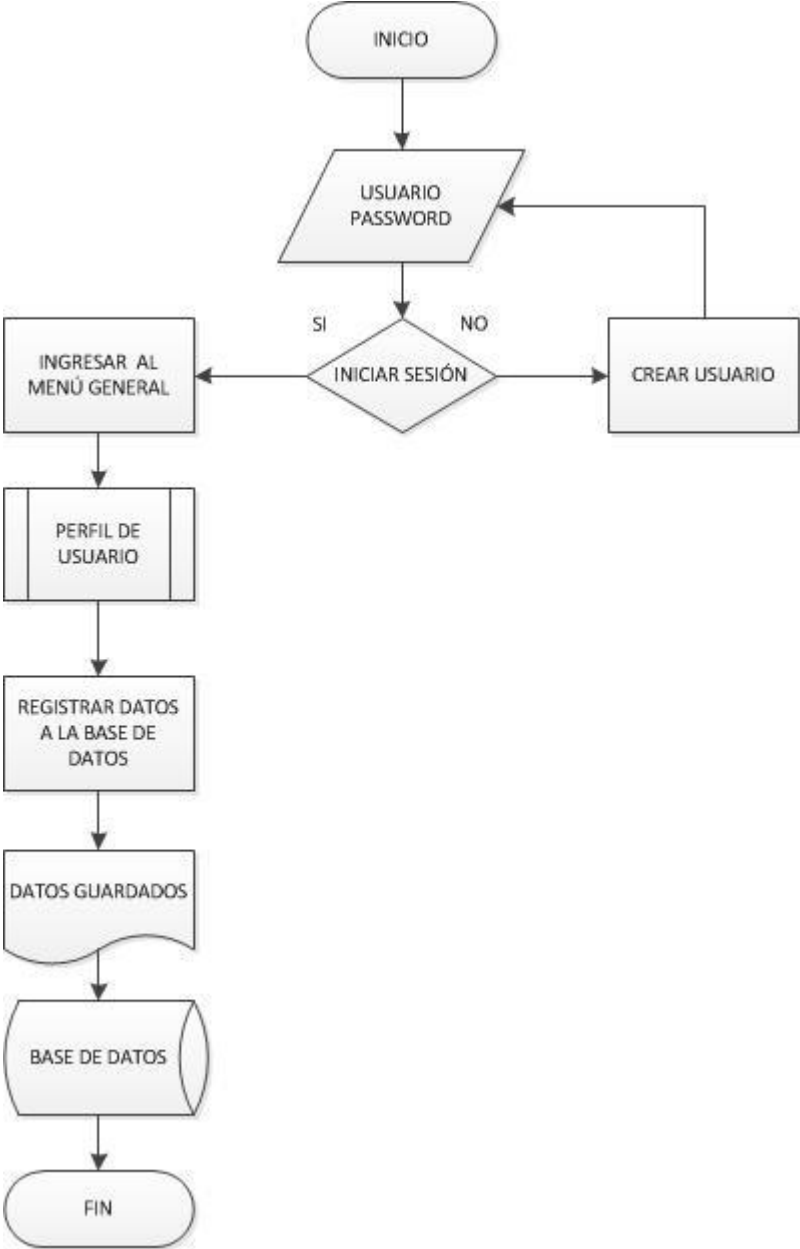 INICIO
USUARIO
PASSWORD
SI
NO
INGRESAR AL
MENÚ GENERAL
INICIAR SESIÓN
CREAR USUARIO
PERFIL DE
USUARIO
REGISTRAR DATOS
A LA BASE DE
DATOS
DATOS GUARDADOS
BASE DE DATOS
FIN